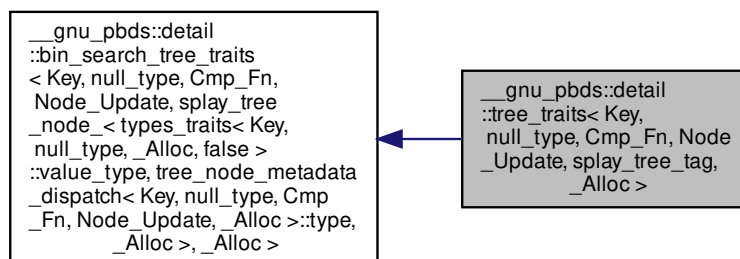 __gnu_pbds::detail
::bin_search_tree_traits
< Key, null_type, Cmp_Fn,
Node_Update, splay_tree
_node_< types_traits< Key,
null_type, _Alloc, false >
::value_type, tree_node_metadata
_dispatch< Key, null_type, Cmp
_Fn, Node_Update, _Alloc >::type,
_Alloc >, _Alloc >
__gnu_pbds::detail
::tree_traits< Key,
null_type, Cmp_Fn, Node
_Update, splay_tree_tag,
_Alloc >